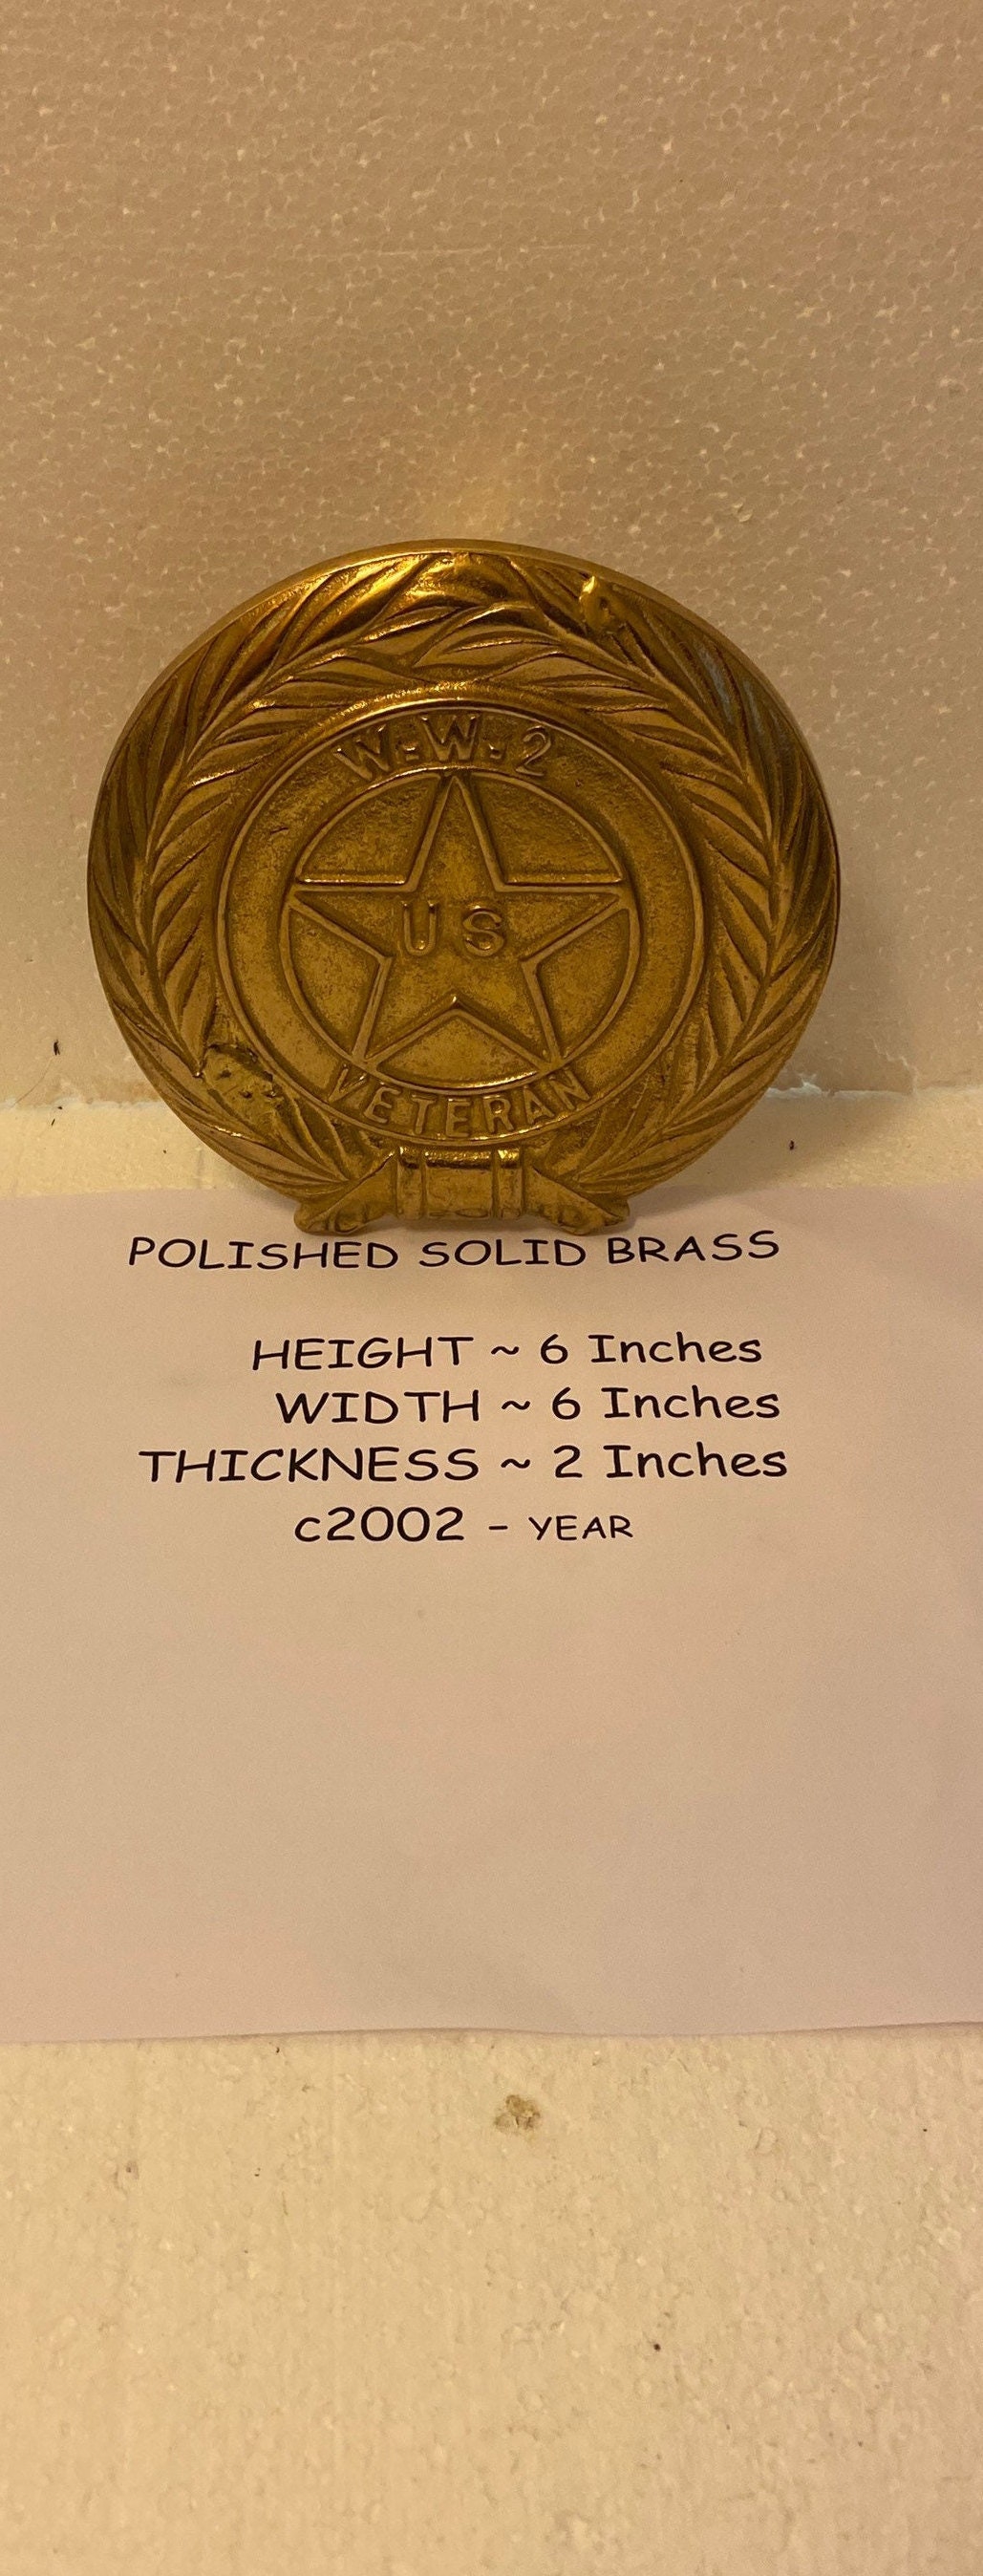 W·W·2
US
VETERAN
POLISHED SOLID BRASS
HEIGHT ~ 6 Inches
WIDTH ~ 6 Inches
THICKNESS ~ 2 Inches
c2002 - YEAR